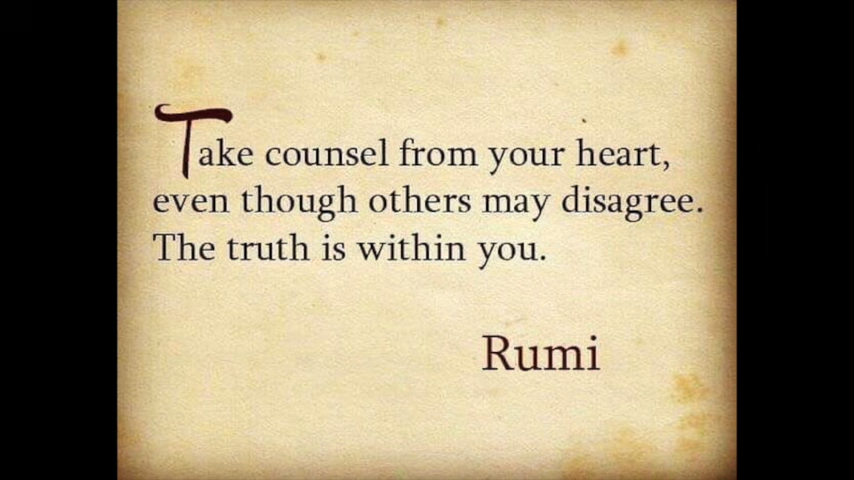 Take counsel from your heart,
even though others may disagree.
The truth is within you.
Rumi